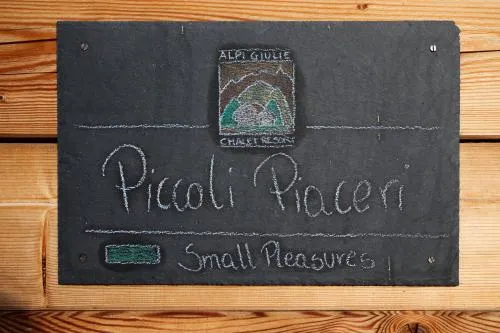 ALPI GIULIE
CHALET RESORT
Piccoli Piaceri
Small Pleasures